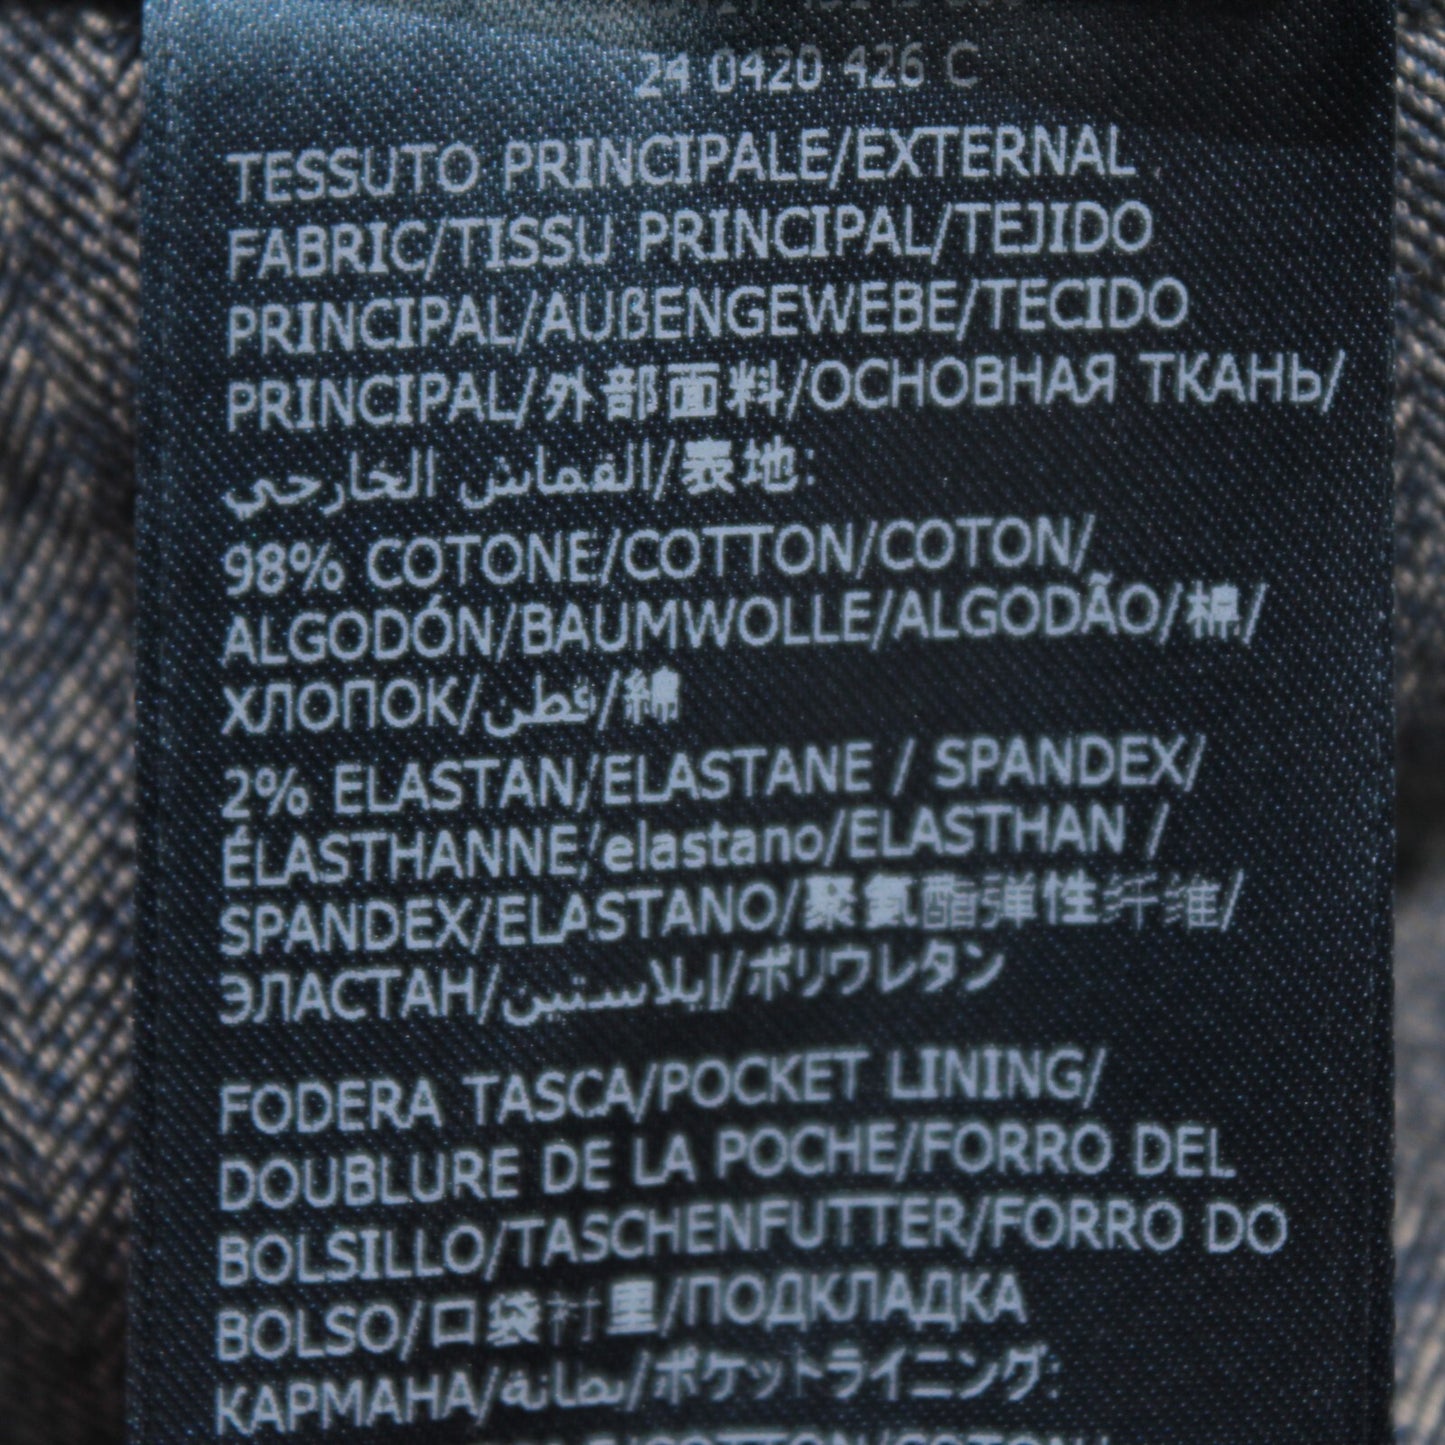 24 0420 426 C
TESSUTO PRINCIPALE/EXTERNAL
FABRIC/TISSU PRINCIPAL/TEJIDO
PRINCIPAL/AUßENGEWEBE/TECIDO
PRINCIPAL/外部面料/ОСНОВНАЯ ТКАНЬ/
القماش الخارجي/表地:
98% COTONE/COTTON/COTON/
ALGODÓN/BAUMWOLLE/ALGODÃO/棉/
ХЛОПОК/قطن/綿
2% ELASTAN/ELASTANE / SPANDEX/
ÉLASTHANNE/elastano/ELASTHAN /
SPANDEX/ELASTANO/聚氨酯弹性纤维/
ЭЛАСТАН/إيلاستين/ポリウレタン
FODERA TASCA/POCKET LINING/
DOUBLURE DE LA POCHE/FORRO DEL
BOLSILLO/TASCHENFUTTER/FORRO DO
BOLSO/口袋衬里/ПОДКЛАДКА
КАРМАНА/بطانة/ポケットライニング: